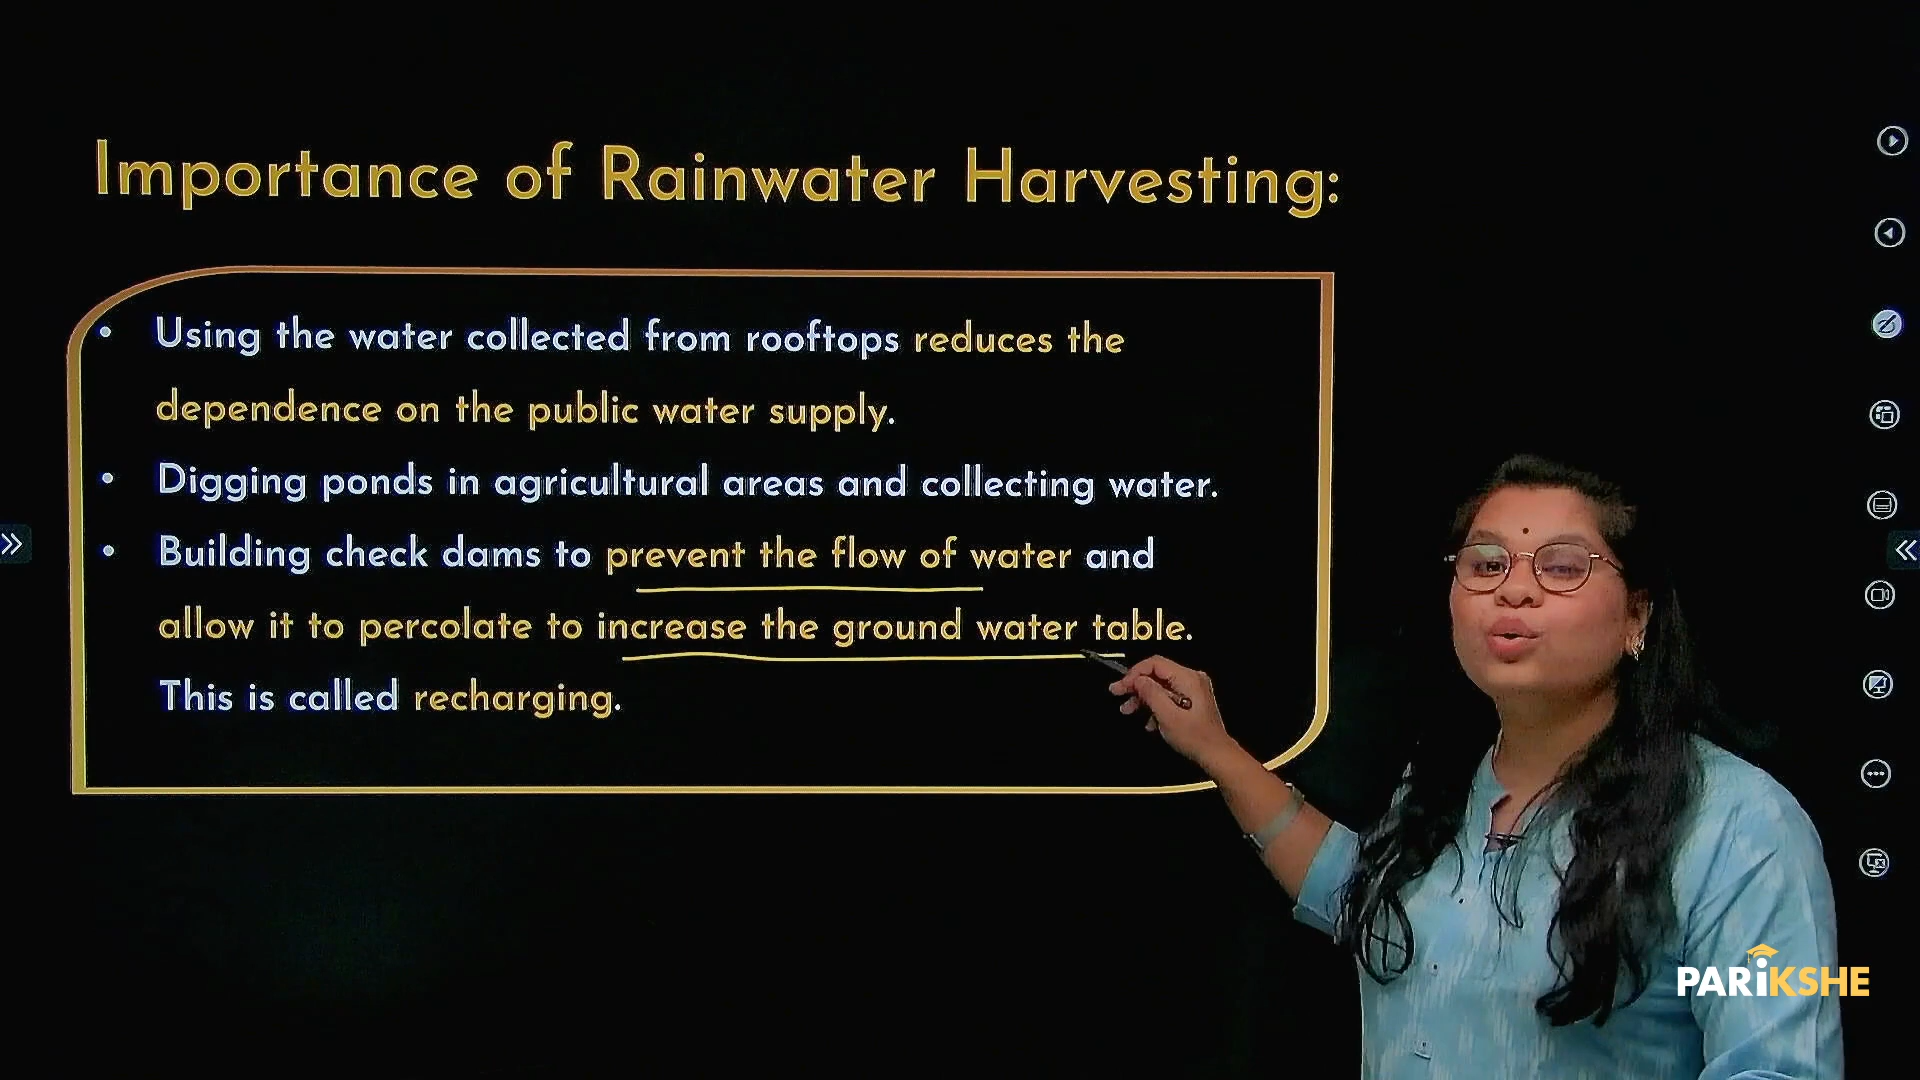 Importance of Rainwater Harvesting:
• Using the water collected from rooftops reduces the
dependence on the public water supply.
• Digging ponds in agricultural areas and collecting water.
• Building check dams to prevent the flow of water and
allow it to percolate to increase the ground water table.
This is called recharging.
PARIKSHE